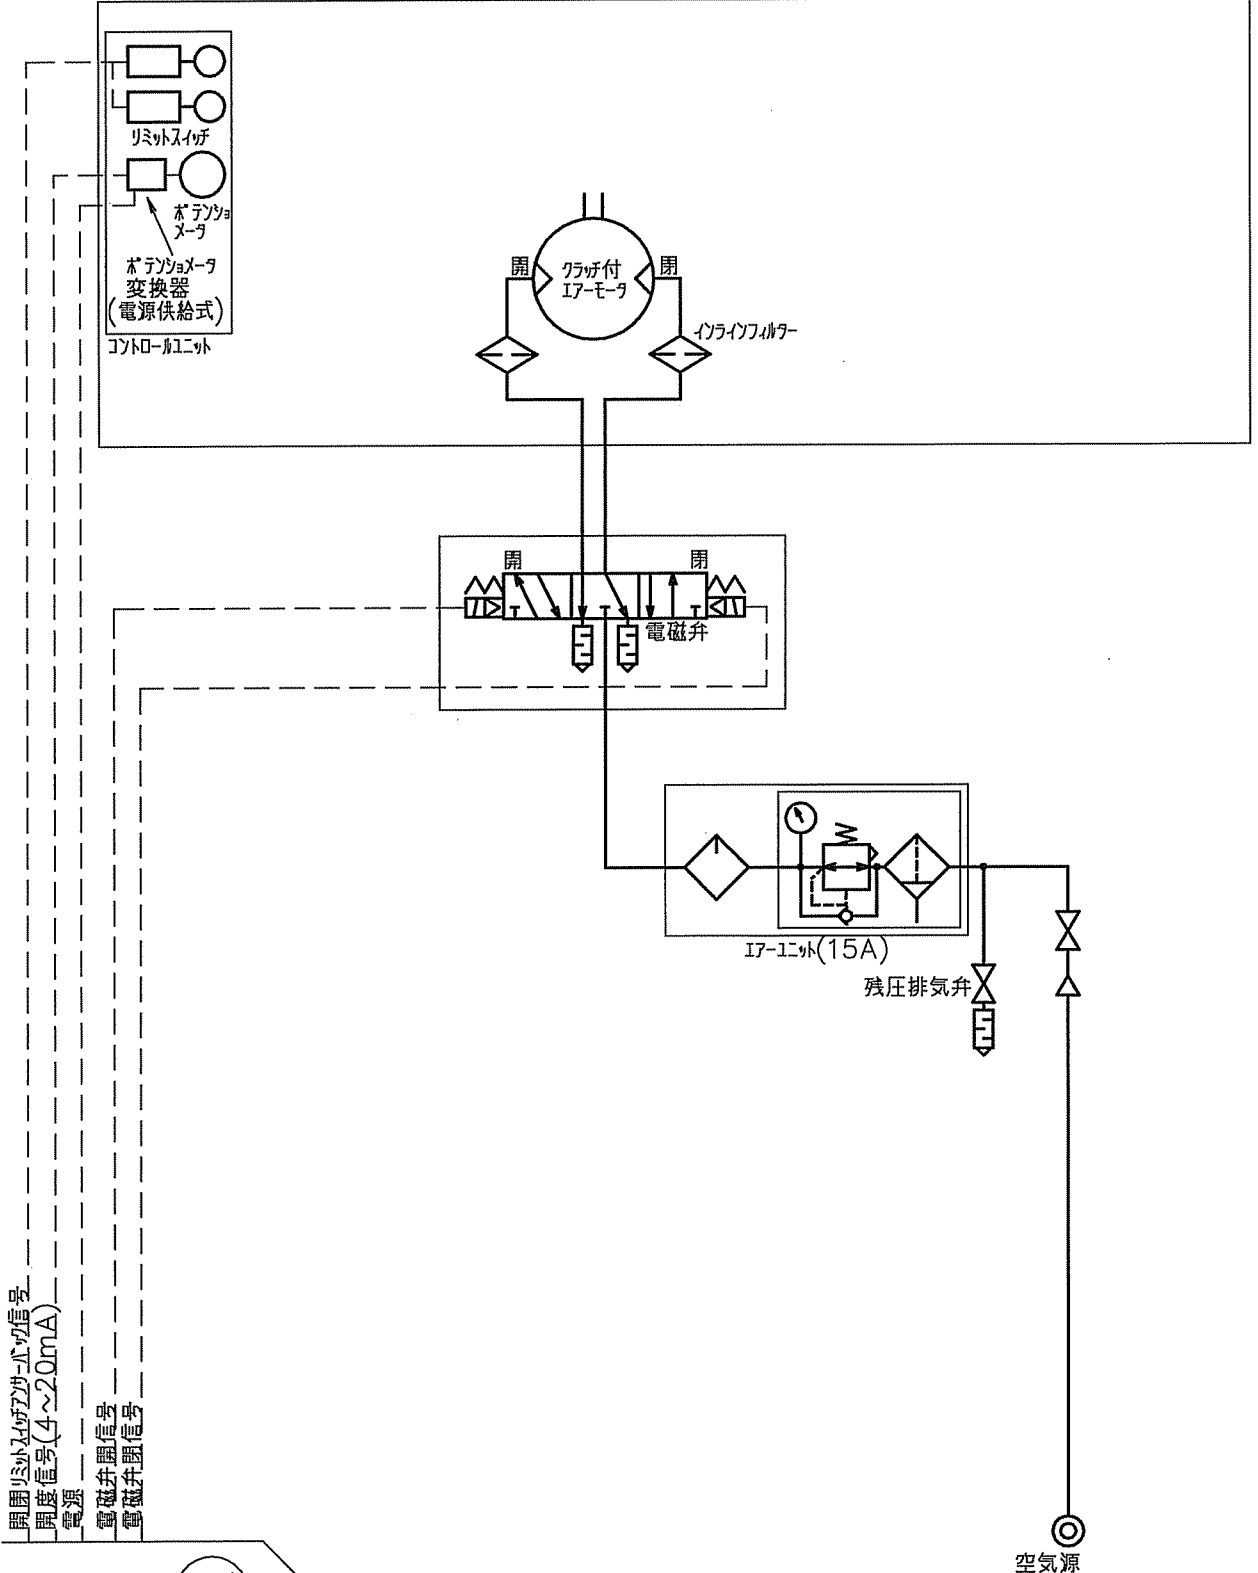 リミットスイッチ
ポテンショ
メータ
ポテンショメータ
変換器
(電源供給式)
コントロールユニット
開
閉
クラッチ付
エアーモータ
インラインフィルター
開
閉
電磁弁
エアーユニット(15A)
残圧排気弁
開閉リミットスイッチアンサーバック信号
開度信号(4~20mA)
電源
電磁弁開信号
電磁弁閉信号
空気源